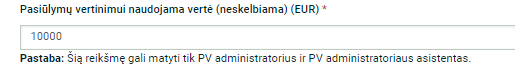 Pasiūlymų vertinimui naudojama vertė (neskelbiama) (EUR) *
10000
Pastaba: Šią reikšmę gali matyti tik PV administratorius ir PV administratoriaus asistentas.